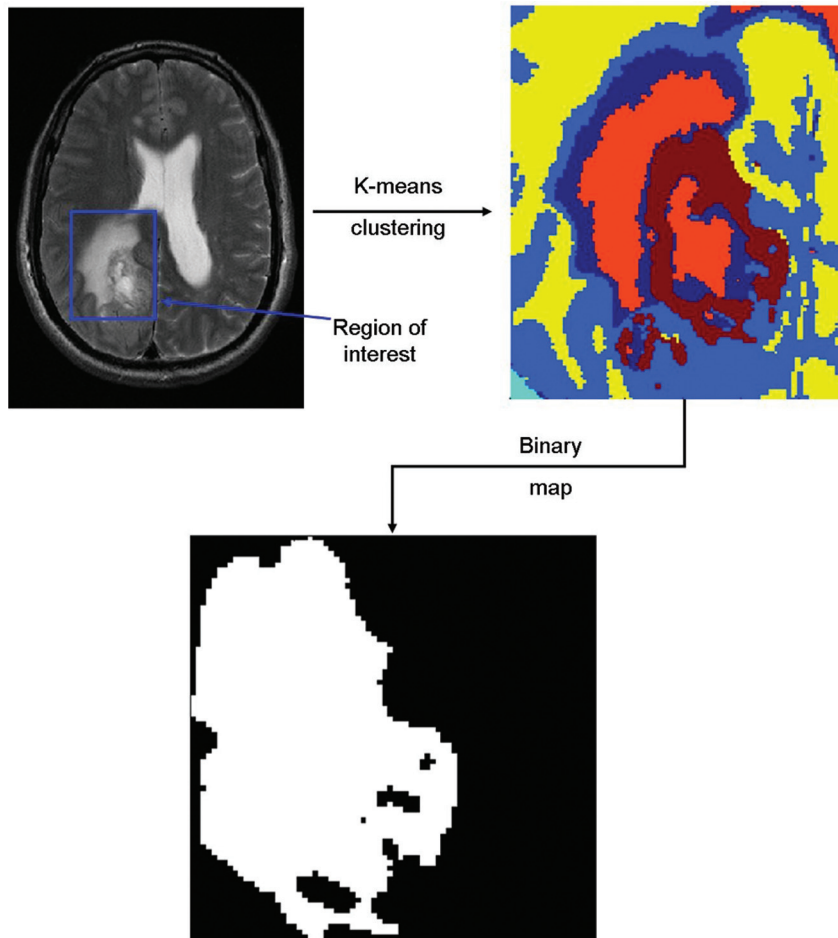 K-means
clustering
Region of
interest
Binary
map